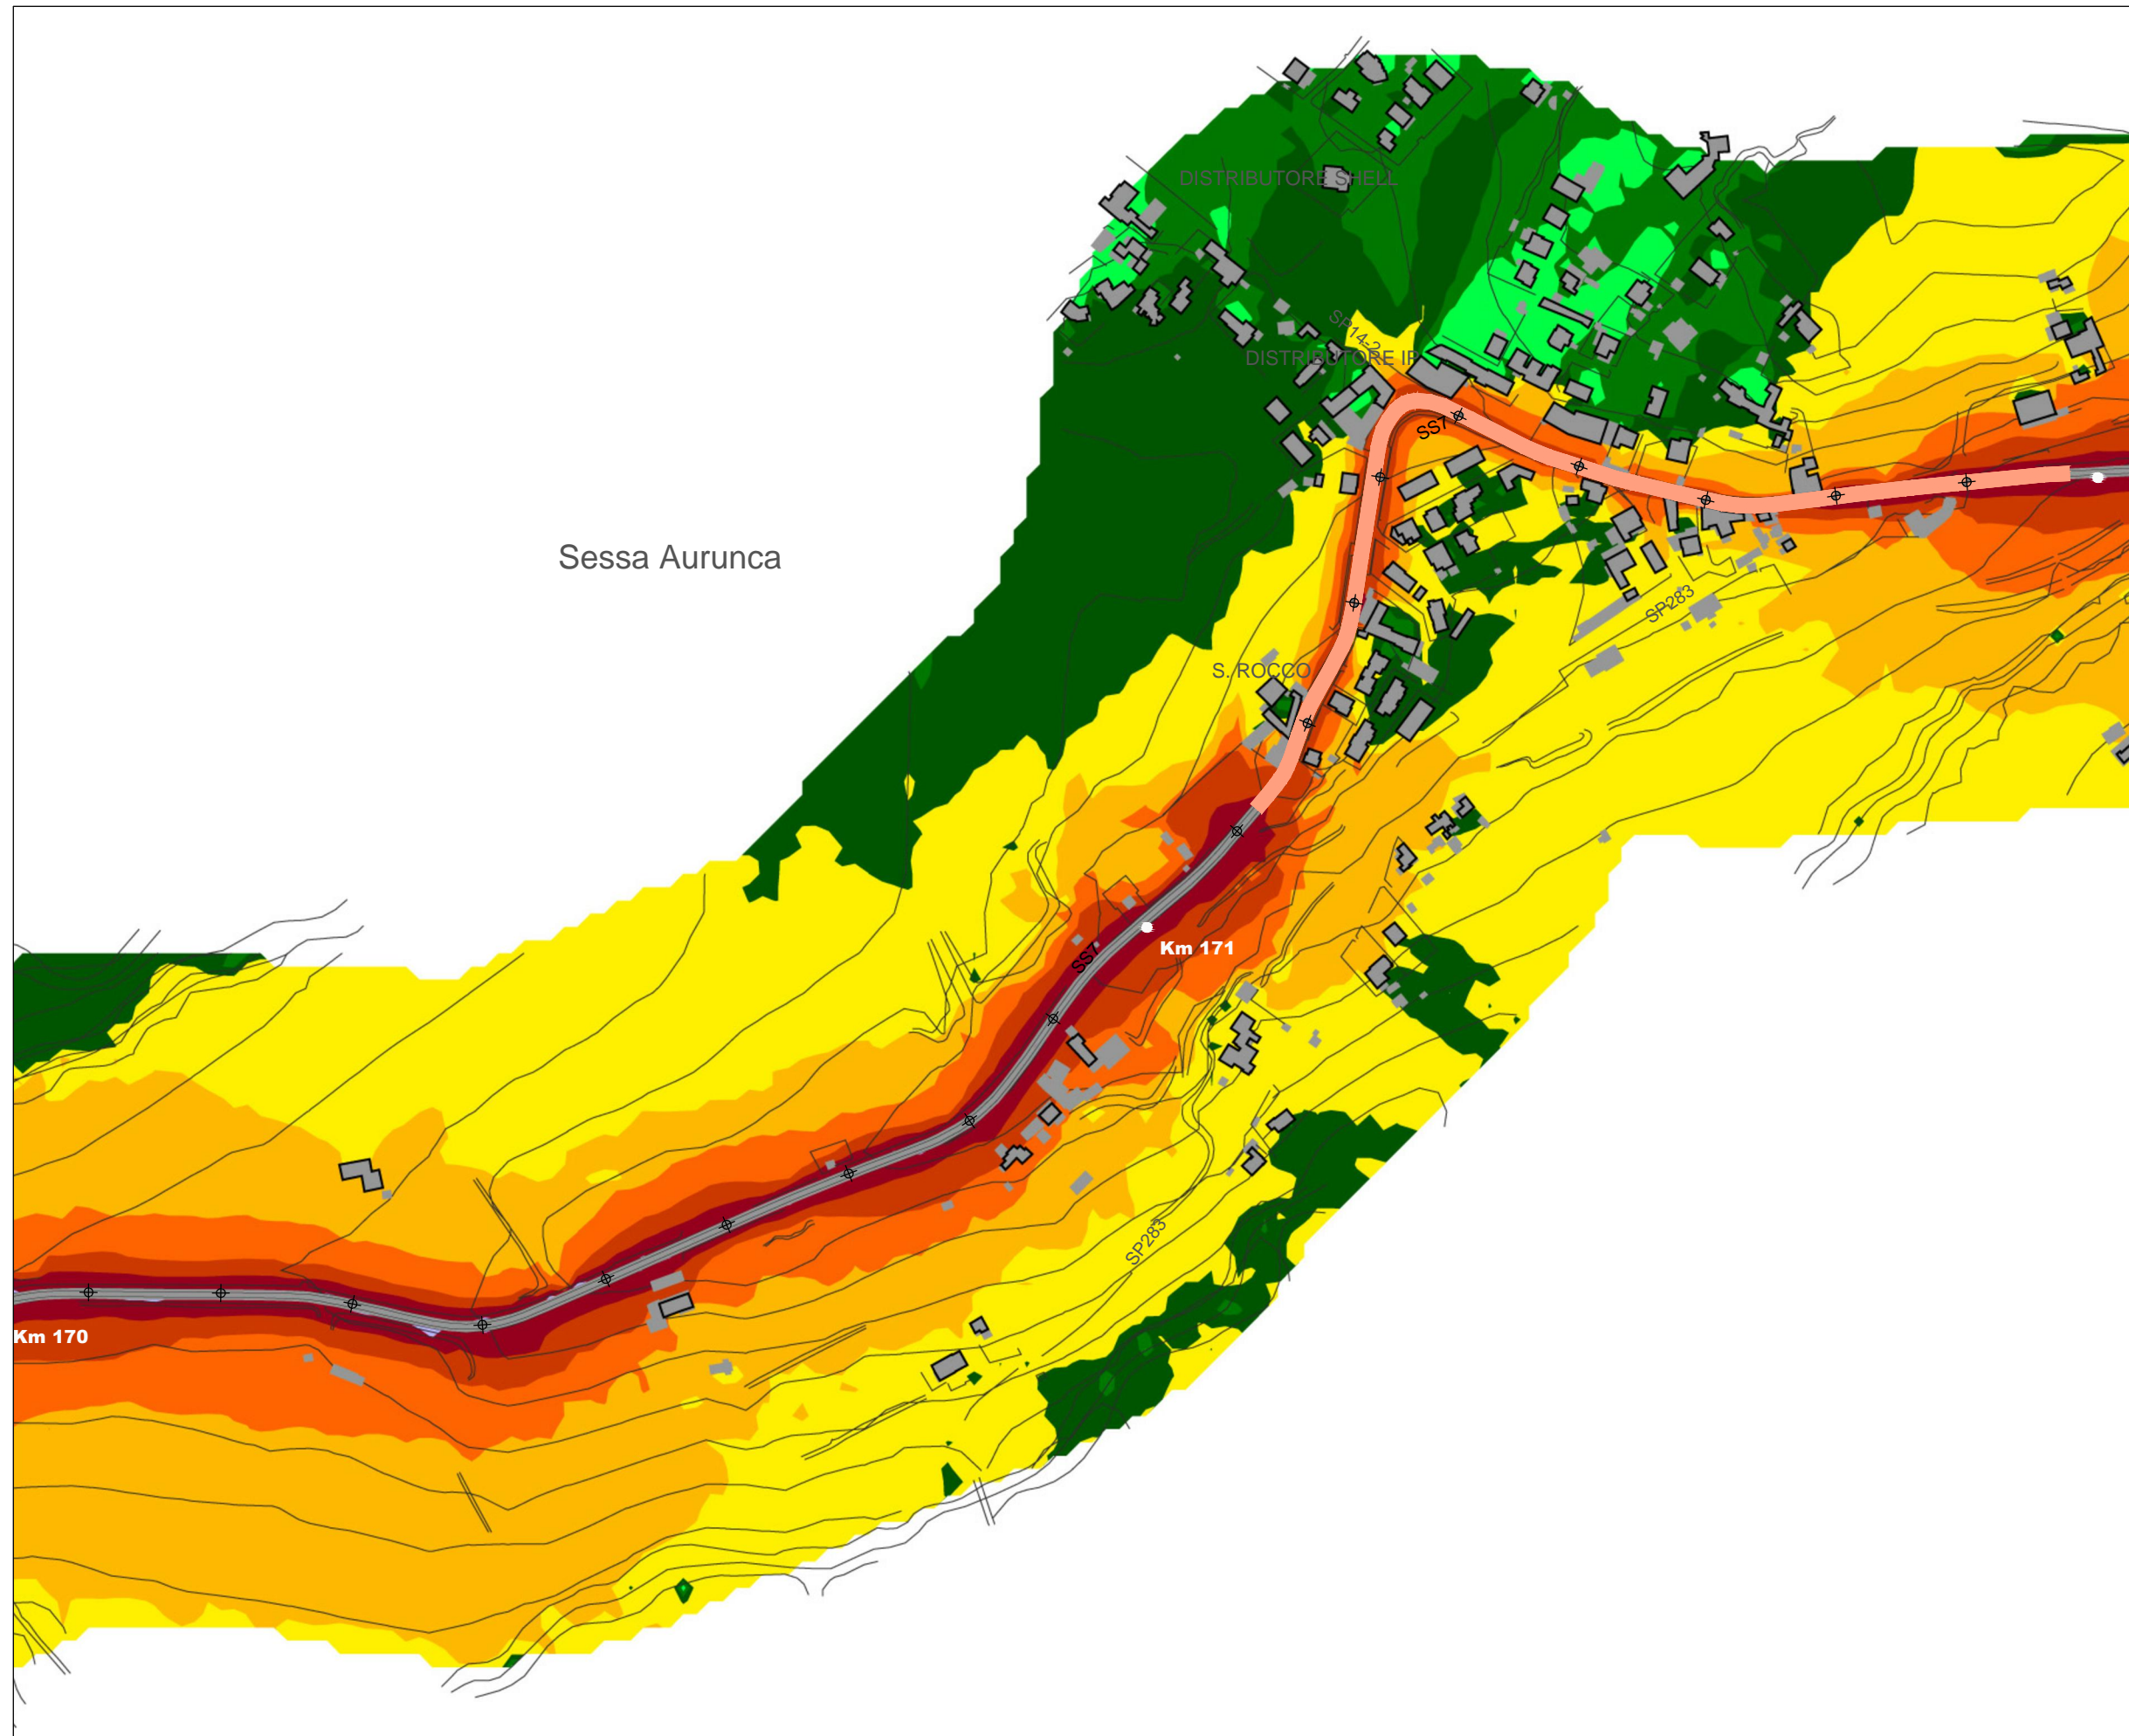 DISTRIBUTORE SHELL
SP14-2
DISTRIBUTORE IP
SS7
Sessa Aurunca
SP283
S. ROCCO
Km 171
SS7
SP283
Km 170